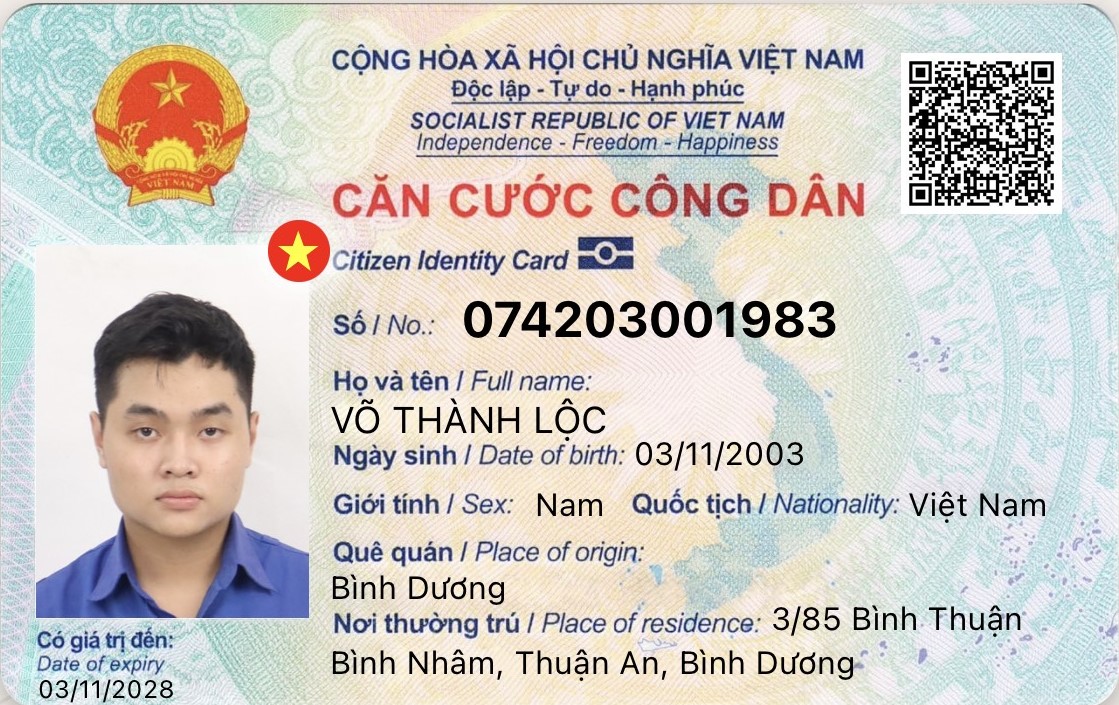 CỘNG HÒA XÃ HỘI CHỦ NGHĨA VIỆT NAM
Độc lập - Tự do - Hạnh phúc
SOCIALIST REPUBLIC OF VIET NAM
Independence - Freedom - Happiness
CĂN CƯỚC CÔNG DÂN
Citizen Identity Card
VIỆT NAM
Số / No.: 074203001983
Họ và tên / Full name:
VÕ THÀNH LỘC
Ngày sinh / Date of birth: 03/11/2003
Giới tính / Sex: Nam Quốc tịch / Nationality: Việt Nam
Quê quán / Place of origin:
Bình Dương
Nơi thường trú / Place of residence: 3/85 Bình Thuận
Bình Nhâm, Thuận An, Bình Dương
Có giá trị đến:
Date of expiry
03/11/2028